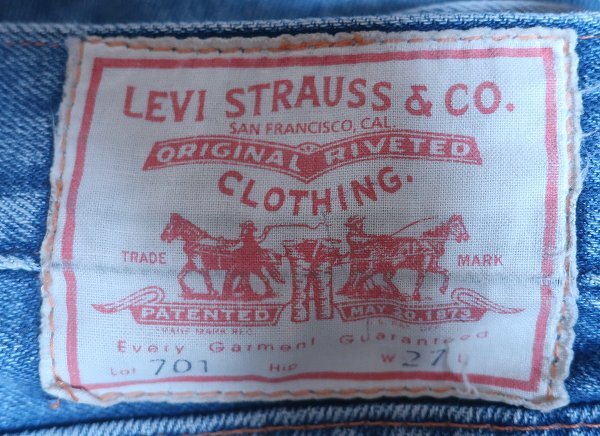 LEVI STRAUSS & CO.
SAN FRANCISCO, CAL.
ORIGINAL RIVETED
CLOTHING.
TRADE MARK
PATENTED MAY 20.1873
Every Garment Guaranteed
Lot 701 Hip W 27 L